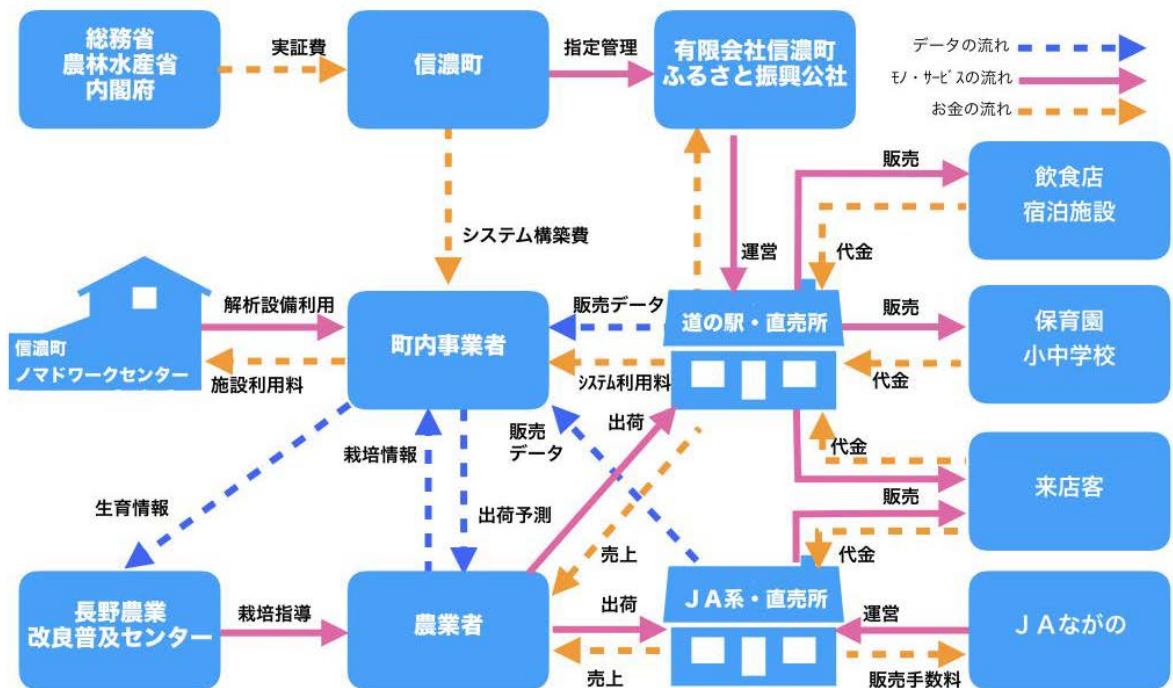 総務省
農林水産省
内閣府
実証費
信濃町
指定管理
有限会社信濃町
ふるさと振興公社
データの流れ
モノ・サービスの流れ
お金の流れ
システム構築費
運営
販売
代金
飲食店
宿泊施設
信濃町
ノマドワークセンター
解析設備利用
施設利用料
町内事業者
販売データ
システム利用料
道の駅・直売所
販売
代金
保育園
小中学校
栽培情報
出荷予測
販売
データ
出荷
売上
代金
販売
来店客
生育情報
長野農業
改良普及センター
栽培指導
農業者
出荷
売上
JA系・直売所
代金
運営
販売手数料
JAながの